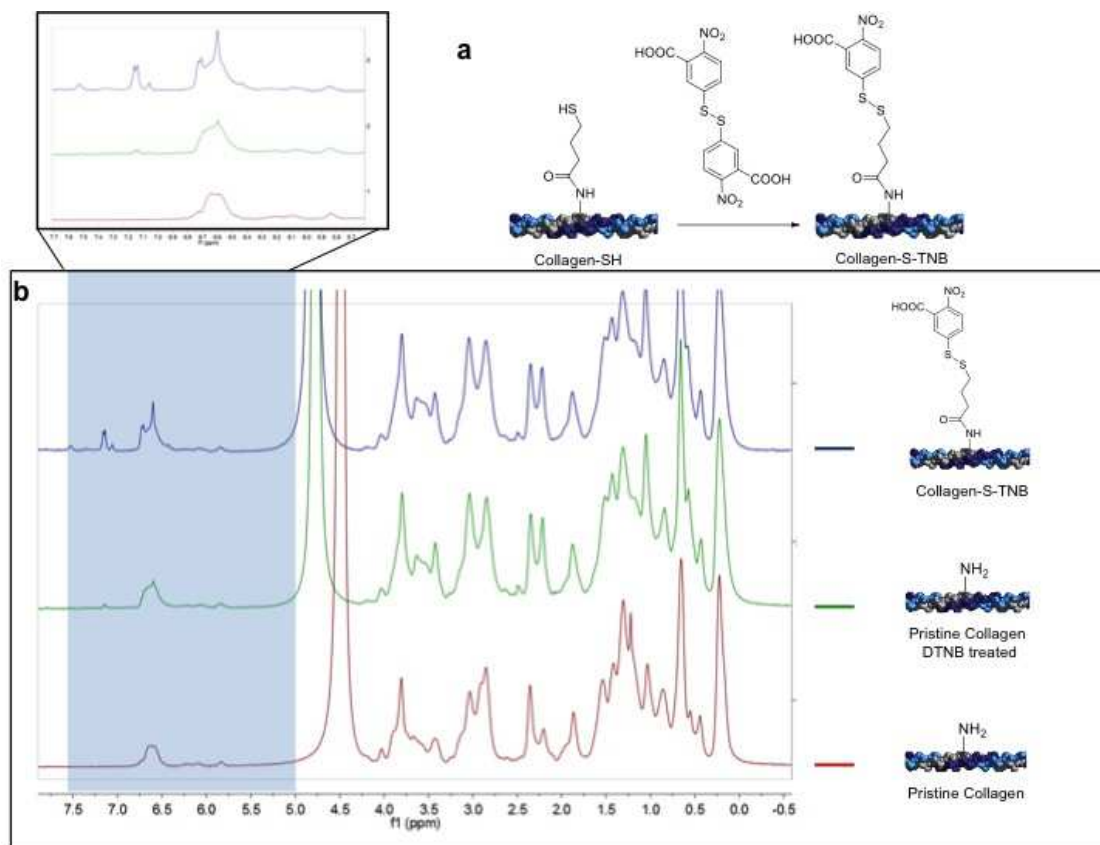 a
NO₂
HOOC
S
S
COOH
NO₂
HS
O
NH
Collagen-SH
NO₂
HOOC
S
S
O
NH
Collagen-S-TNB
b
NO₂
HOOC
S
S
O
NH
Collagen-S-TNB
NH₂
Pristine Collagen
DTNB treated
NH₂
Pristine Collagen
7.5 7.0 6.5 6.0 5.5 5.0 4.5 4.0 3.5 3.0 2.5 2.0 1.5 1.0 0.5 0.0 -0.5
f1 (ppm)